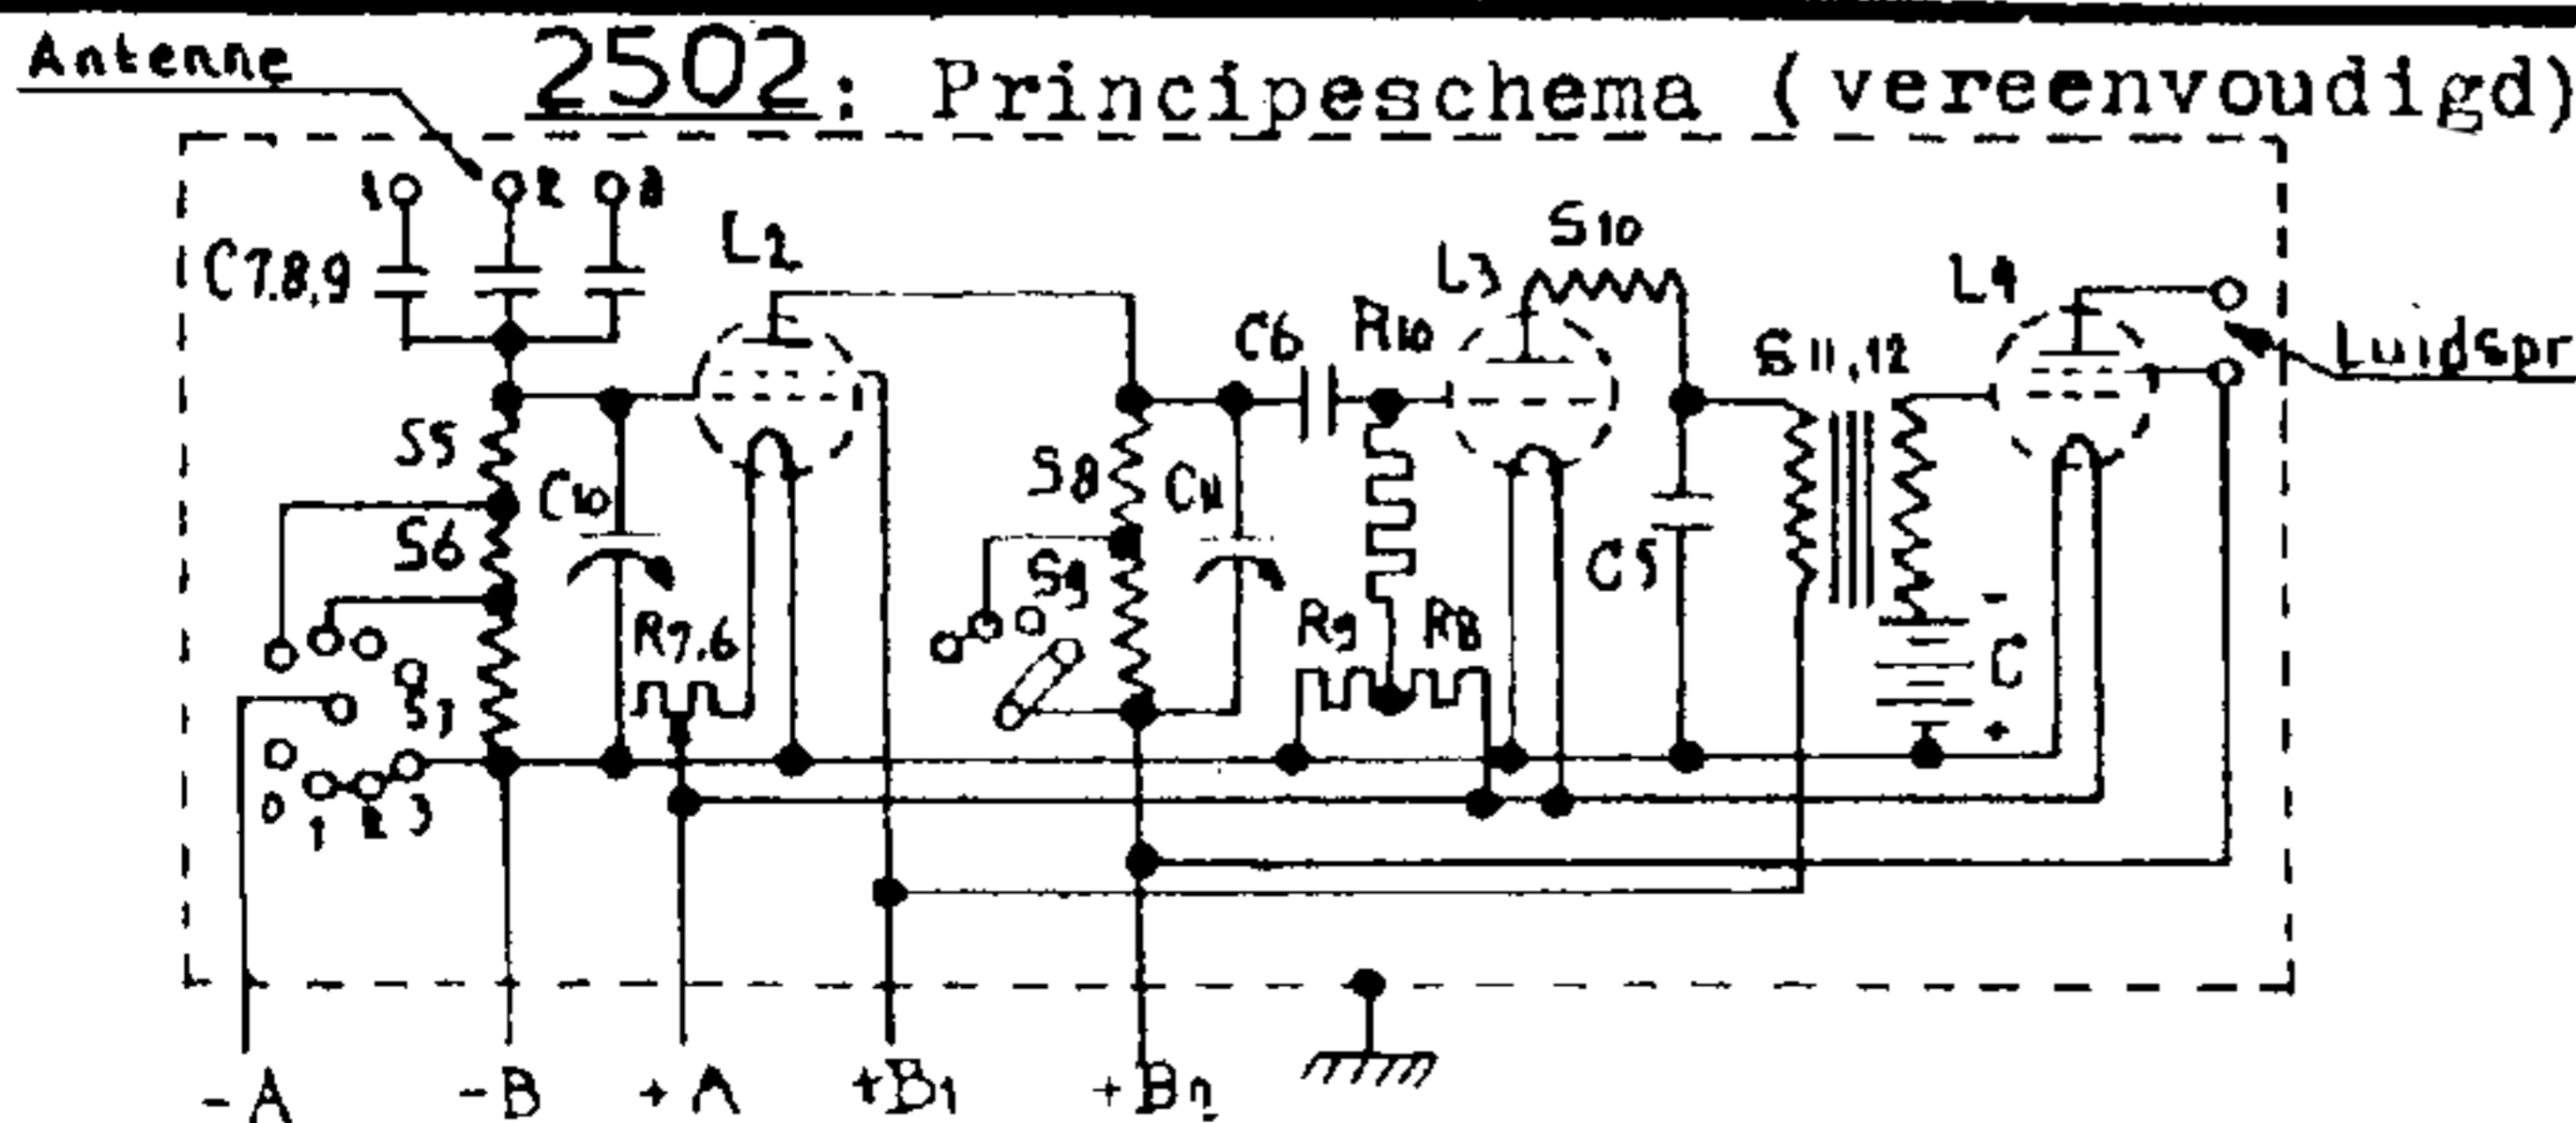 Antenne
2502: Principeschema (vereenvoudigd)
1 2 3
C7.8.9
L2
S10
L3
L4
C6
R10
S11,12
Luidspr
S5
C10
S8
C11
S6
S9
C5
R7,6
R9
R8
-
C
+
S7
0
1
2
3
-A
-B
+A
+B1
+B2